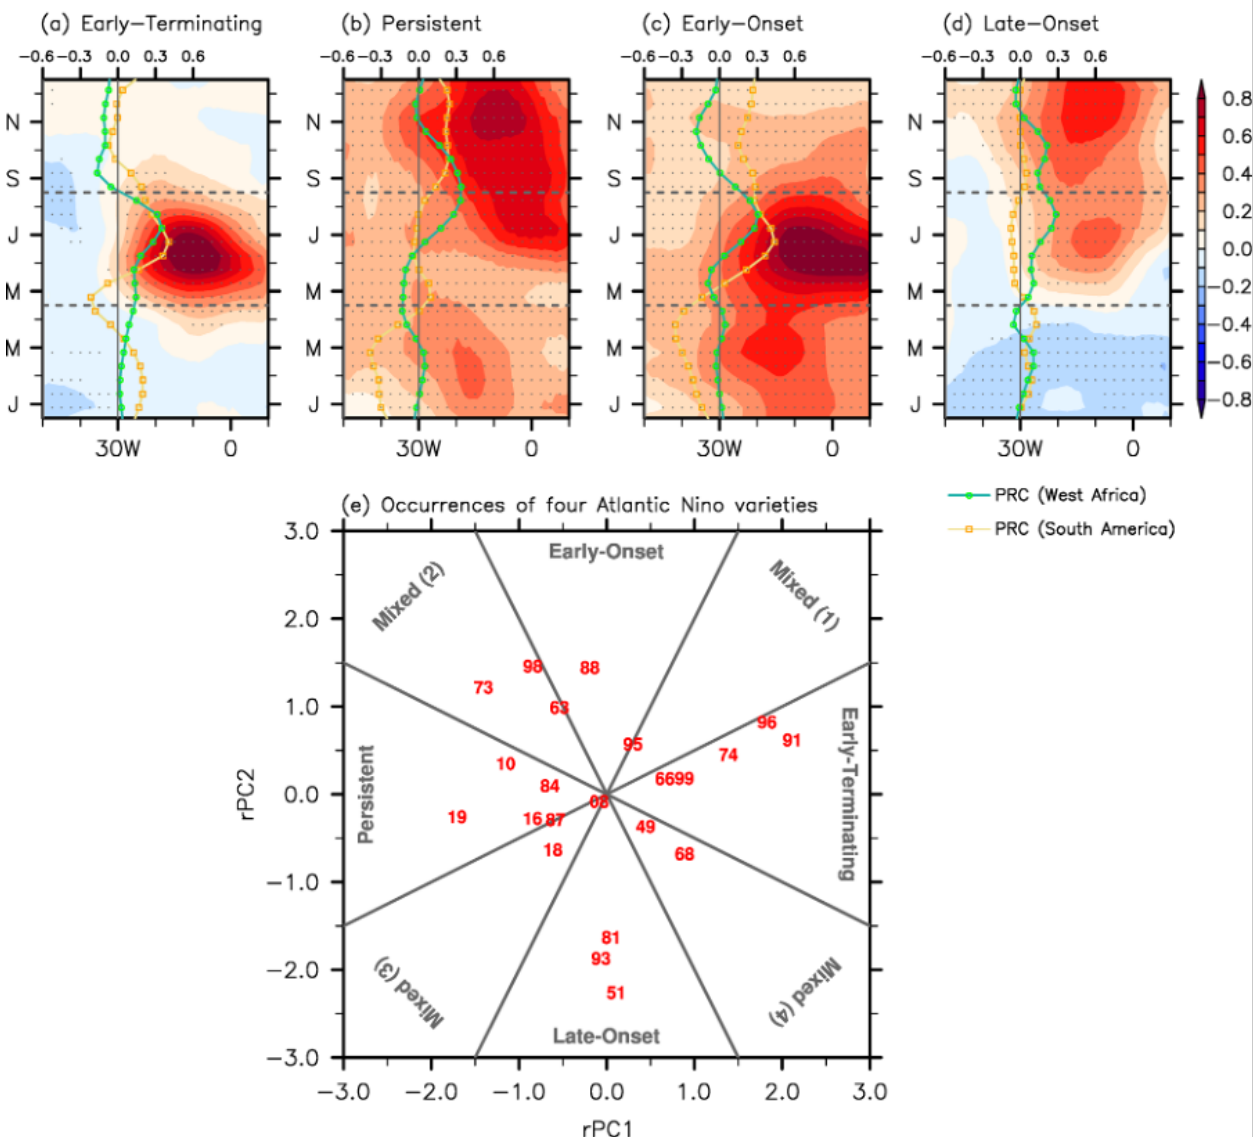 (a) Early-Terminating
(b) Persistent
(c) Early-Onset
(d) Late-Onset
-0.6 -0.3 0.0 0.3 0.6
-0.6 -0.3 0.0 0.3 0.6
-0.6 -0.3 0.0 0.3 0.6
-0.6 -0.3 0.0 0.3 0.6
N
S
J
M
M
J
N
S
J
M
M
J
N
S
J
M
M
J
N
S
J
M
M
J
30W 0
30W 0
30W 0
30W 0
0.8
0.6
0.4
0.2
0.0
-0.2
-0.4
-0.6
-0.8
PRC (West Africa)
PRC (South America)
(e) Occurrences of four Atlantic Nino varieties
3.0
2.0
1.0
0.0
-1.0
-2.0
-3.0
rPC2
Early-Onset
Mixed (2)
Mixed (1)
98
88
73
63
95
96
91
74
10
84
6699
Persistent
Early-Terminating
08
19
16
87
49
18
68
81
93
51
Mixed (3)
Mixed (4)
Late-Onset
-3.0 -2.0 -1.0 0.0 1.0 2.0 3.0
rPC1